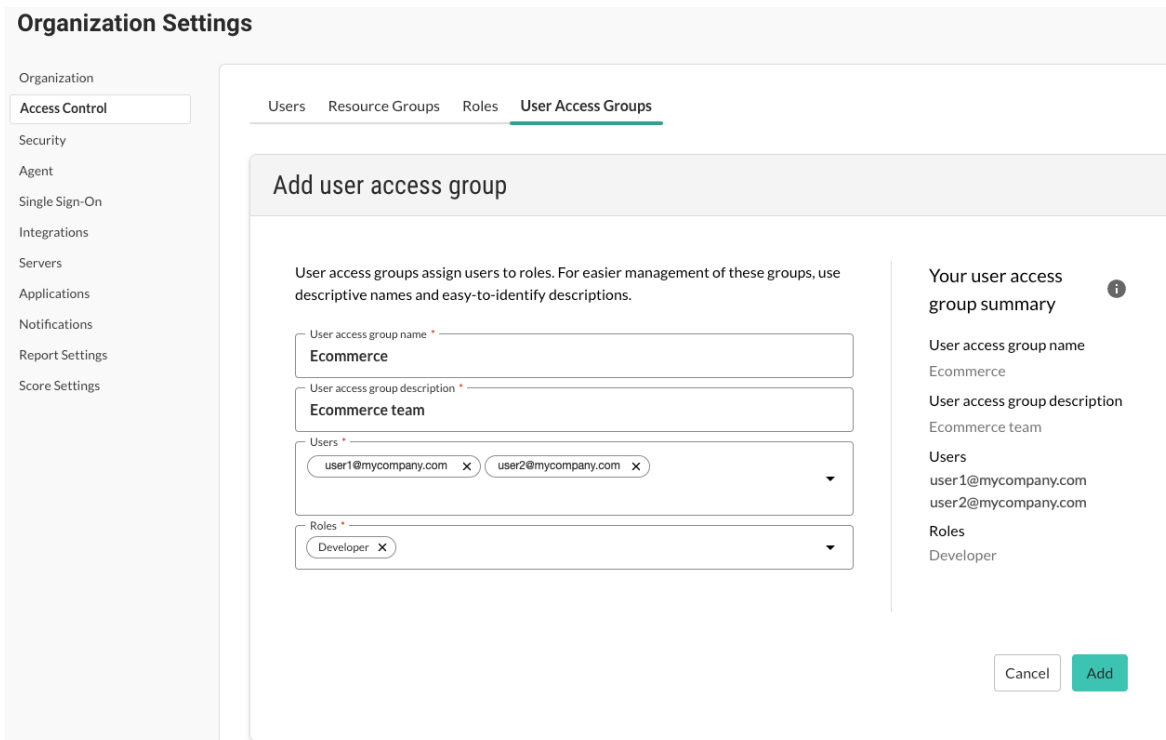 Organization Settings
Organization
Access Control
Security
Agent
Single Sign-On
Integrations
Servers
Applications
Notifications
Report Settings
Score Settings
Users Resource Groups Roles User Access Groups
Add user access group
User access groups assign users to roles. For easier management of these groups, use
descriptive names and easy-to-identify descriptions.
User access group name *
Ecommerce
User access group description *
Ecommerce team
Users *
user1@mycompany.com user2@mycompany.com
Roles *
Developer
Your user access
group summary
User access group name
Ecommerce
User access group description
Ecommerce team
Users
user1@mycompany.com
user2@mycompany.com
Roles
Developer
Cancel Add